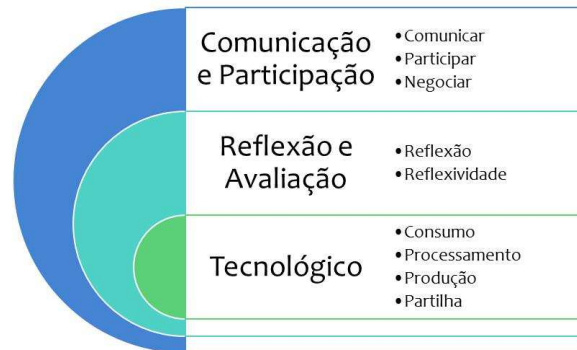 Comunicação
e Participação
•Comunicar
•Participar
•Negociar
Reflexão e
Avaliação
•Reflexão
•Reflexividade
Tecnológico
•Consumo
•Processamento
•Produção
•Partilha